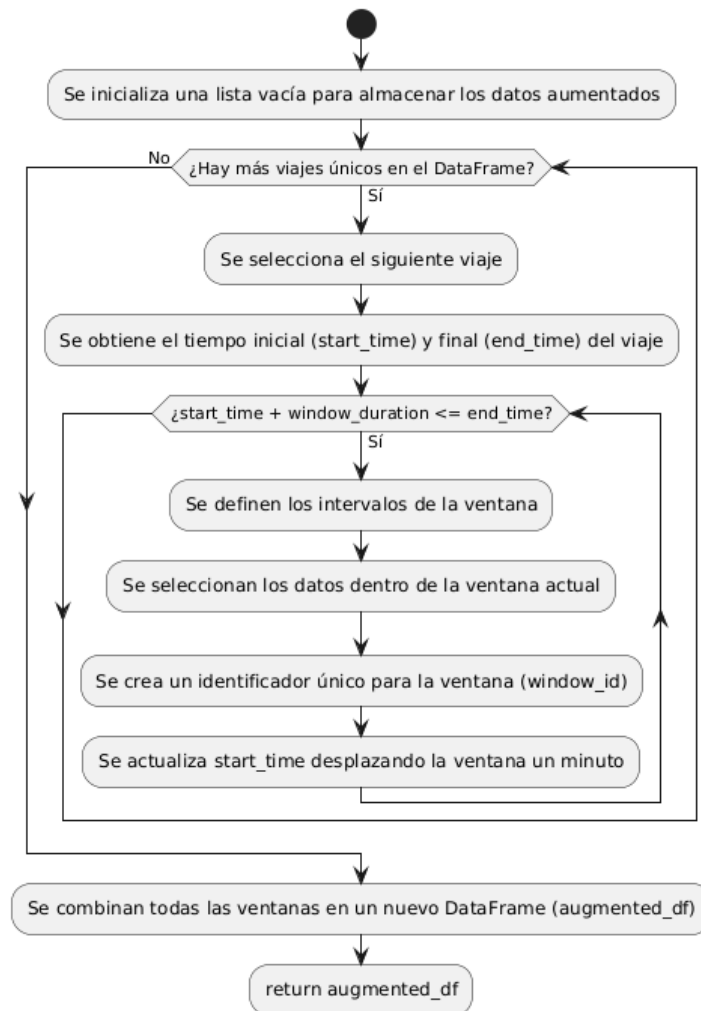 Se inicializa una lista vacía para almacenar los datos aumentados
No
¿Hay más viajes únicos en el DataFrame?
Sí
Se selecciona el siguiente viaje
Se obtiene el tiempo inicial (start_time) y final (end_time) del viaje
¿start_time + window_duration <= end_time?
Sí
Se definen los intervalos de la ventana
Se seleccionan los datos dentro de la ventana actual
Se crea un identificador único para la ventana (window_id)
Se actualiza start_time desplazando la ventana un minuto
Se combinan todas las ventanas en un nuevo DataFrame (augmented_df)
return augmented_df